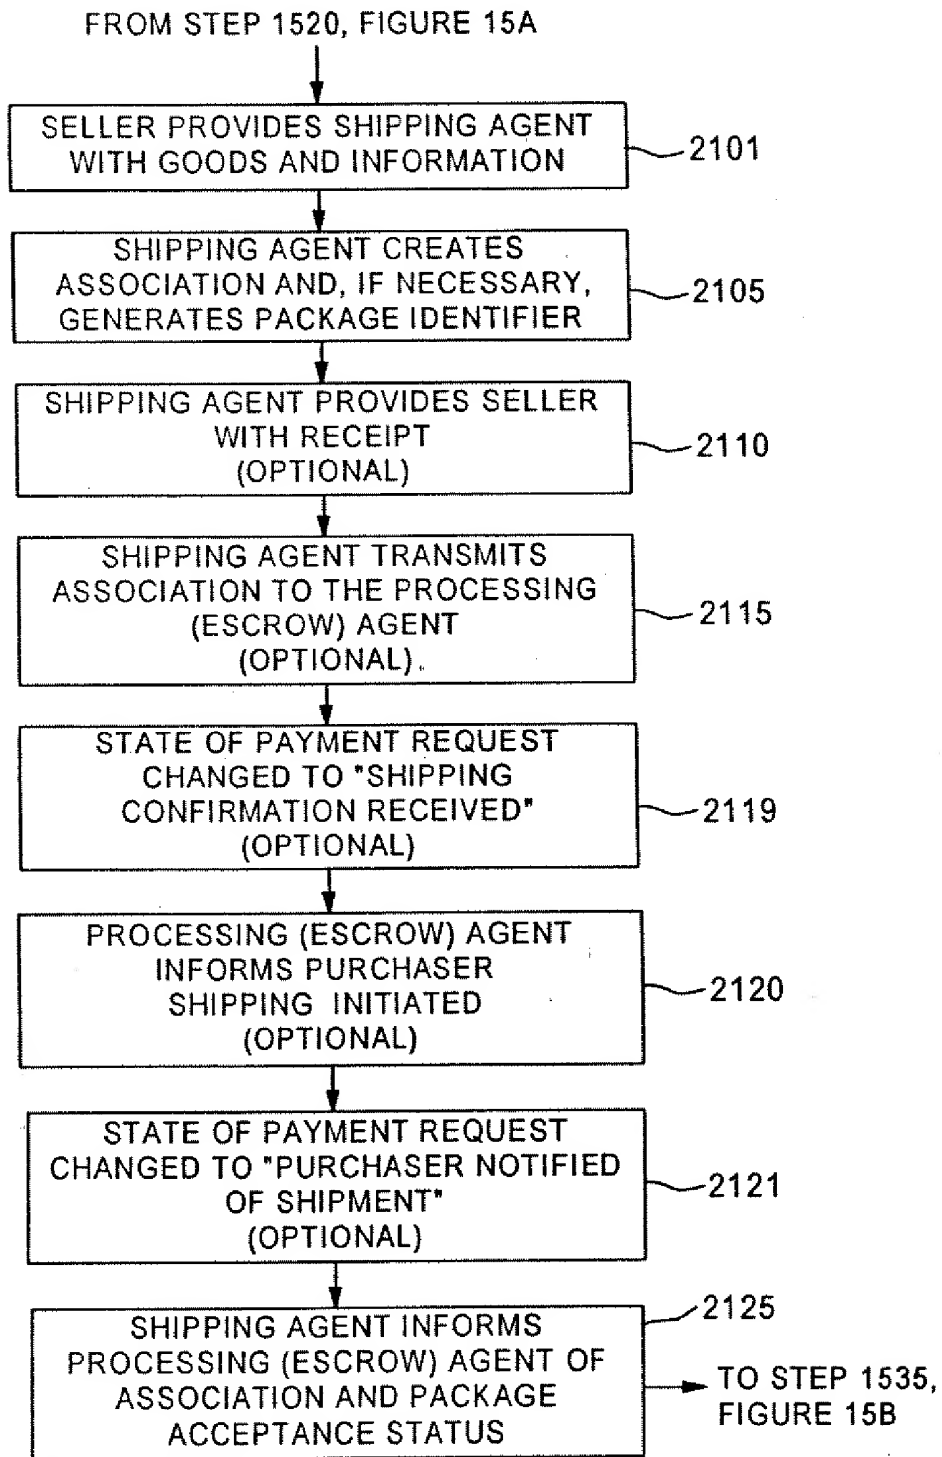 FROM STEP 1520, FIGURE 15A
SELLER PROVIDES SHIPPING AGENT
WITH GOODS AND INFORMATION
2101
SHIPPING AGENT CREATES
ASSOCIATION AND, IF NECESSARY,
GENERATES PACKAGE IDENTIFIER
2105
SHIPPING AGENT PROVIDES SELLER
WITH RECEIPT
(OPTIONAL)
2110
SHIPPING AGENT TRANSMITS
ASSOCIATION TO THE PROCESSING
(ESCROW) AGENT
(OPTIONAL)
2115
STATE OF PAYMENT REQUEST
CHANGED TO "SHIPPING
CONFIRMATION RECEIVED"
(OPTIONAL)
2119
PROCESSING (ESCROW) AGENT
INFORMS PURCHASER
SHIPPING INITIATED
(OPTIONAL)
2120
STATE OF PAYMENT REQUEST
CHANGED TO "PURCHASER NOTIFIED
OF SHIPMENT"
(OPTIONAL)
2121
SHIPPING AGENT INFORMS
PROCESSING (ESCROW) AGENT OF
ASSOCIATION AND PACKAGE
ACCEPTANCE STATUS
2125
TO STEP 1535,
FIGURE 15B